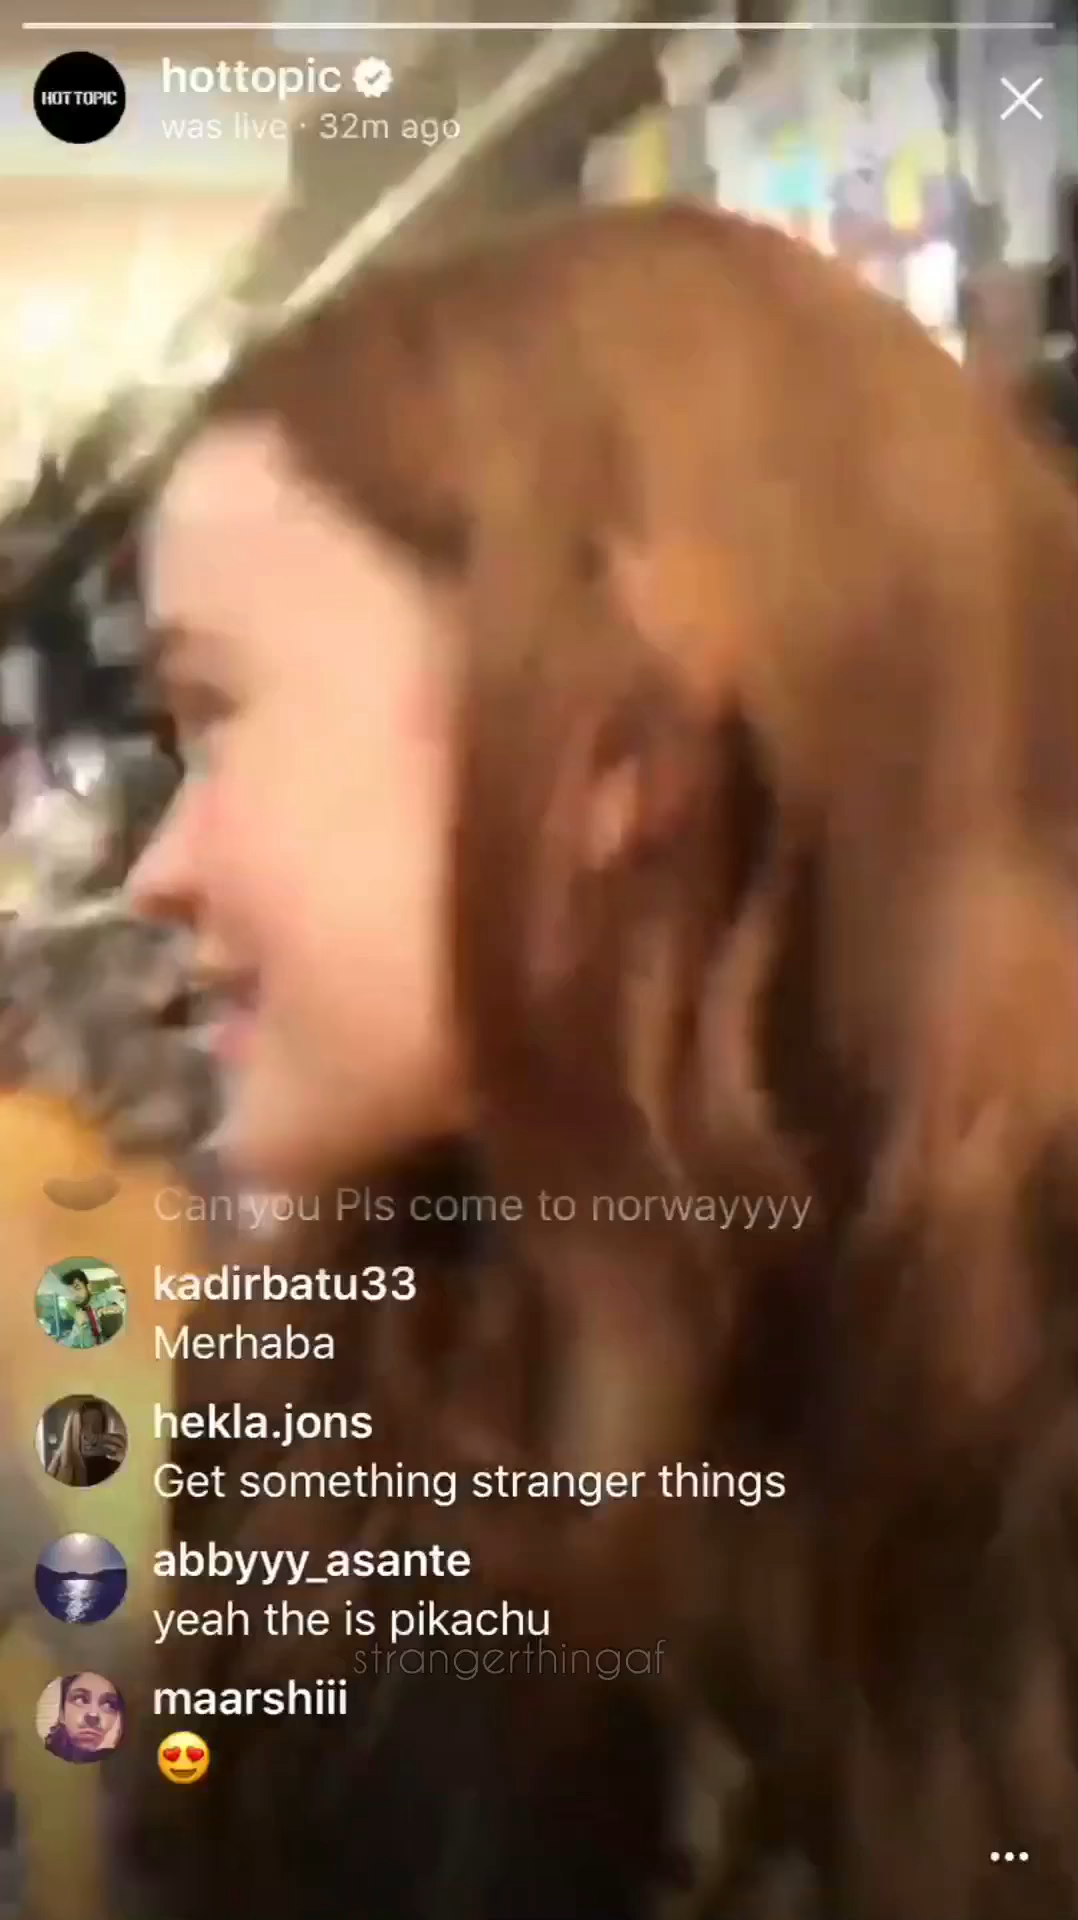 HOT TOPIC
hottopic
was live · 32m ago
Can you Pls come to norwayyyy
kadirbatu33
Merhaba
hekla.jons
Get something stranger things
abbyyy_asante
yeah the is pikachu
strangerthingaf
maarshiii
😍